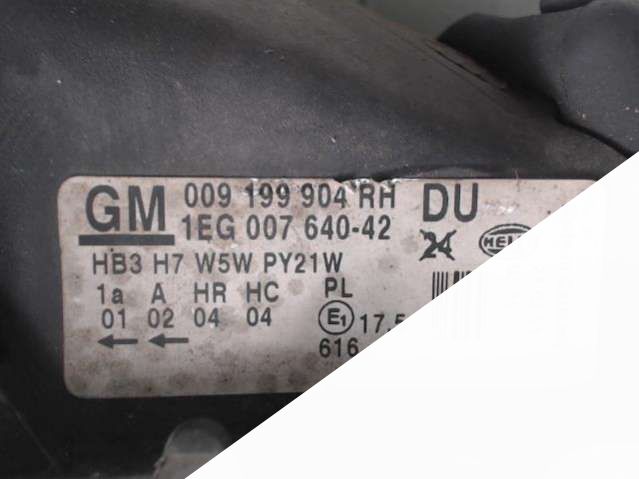 GM 009 199 904 RH DU
1EG 007 640-42 24
HB3 H7 W5W PY21W
1a A HR HC PL
01 02 04 04 E1 17.5
616